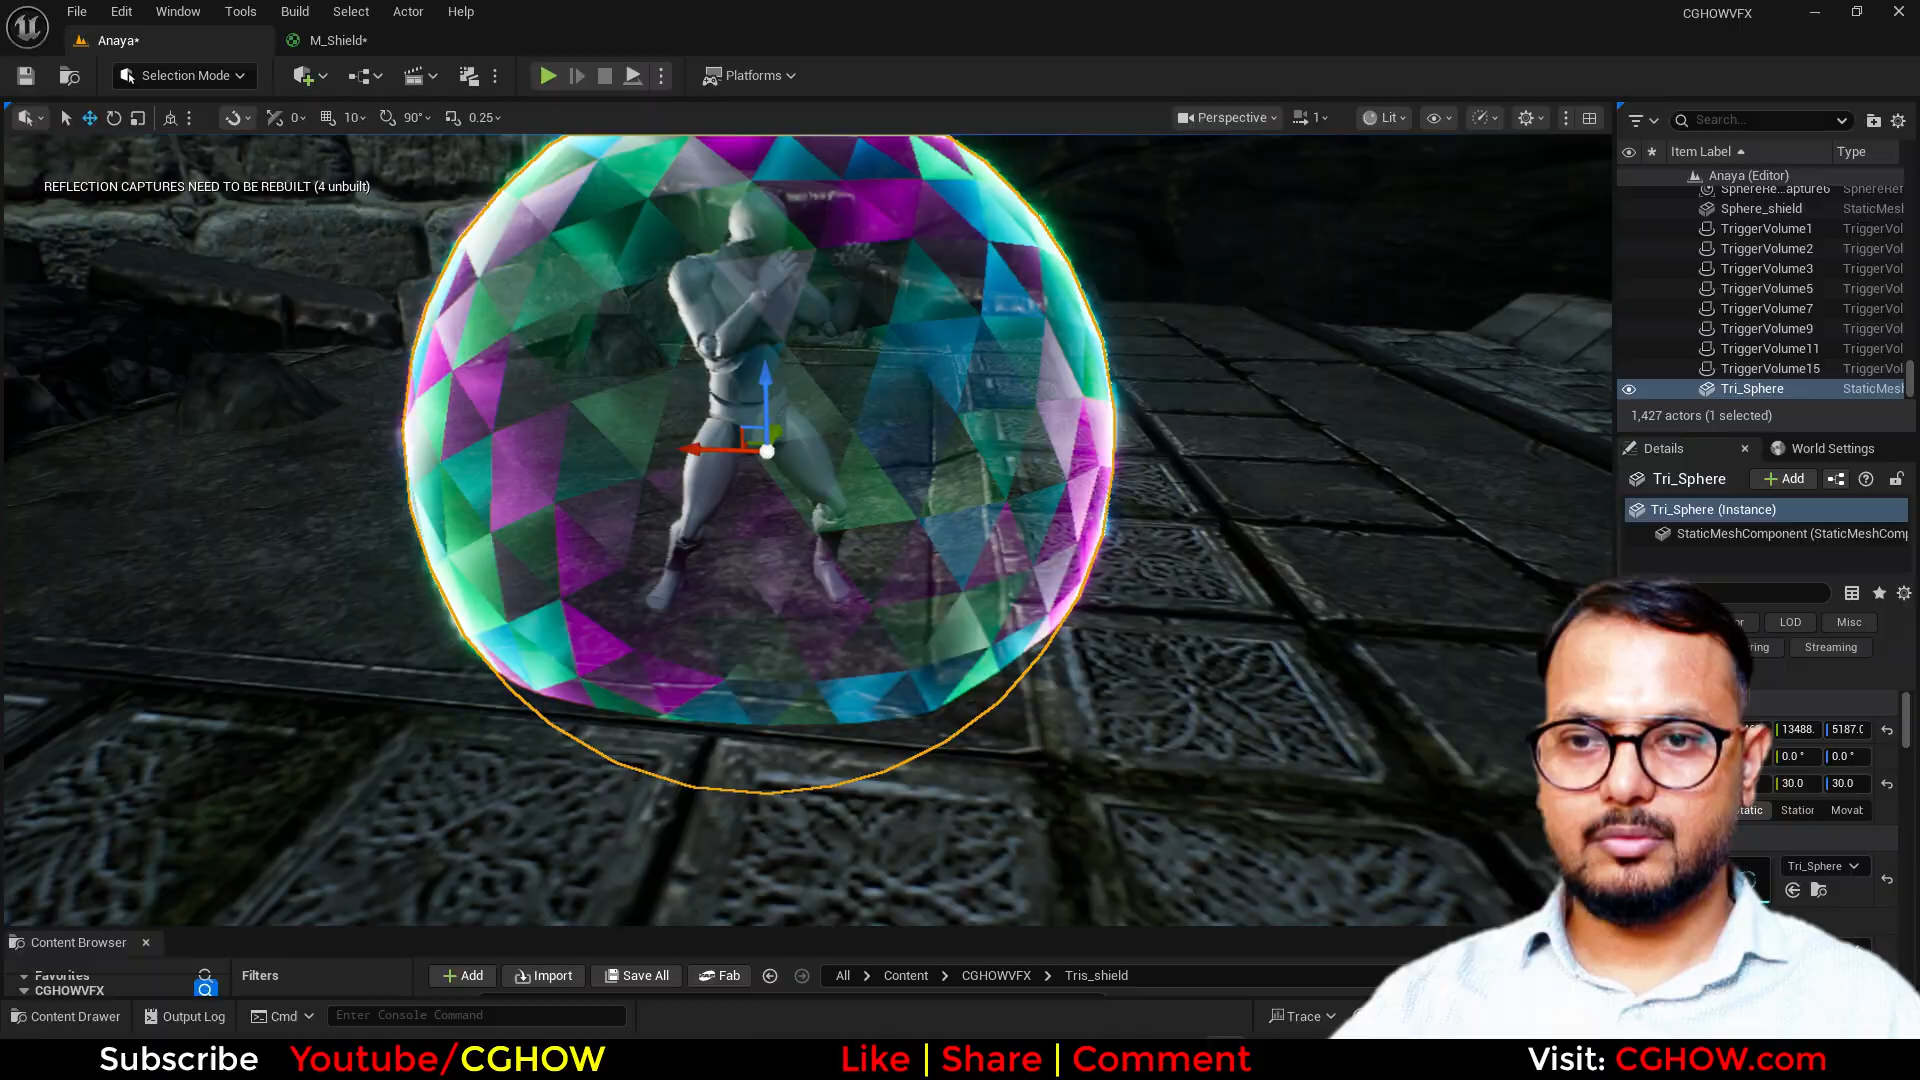 File Edit Window Tools Build Select Actor Help
CGHOWVFX
Anaya*
M_Shield*
Selection Mode
Platforms
0 10 90° 0.25
Perspective
1
Lit
Search...
Item Label
Type
REFLECTION CAPTURES NEED TO BE REBUILT (4 unbuilt)
Anaya (Editor)
SphereRe...apture6 SphereRef
Sphere_shield StaticMesh
TriggerVolume1 TriggerVol
TriggerVolume2 TriggerVol
TriggerVolume3 TriggerVol
TriggerVolume5 TriggerVol
TriggerVolume7 TriggerVol
TriggerVolume9 TriggerVol
TriggerVolume11 TriggerVol
TriggerVolume15 TriggerVol
Tri_Sphere StaticMesh
1,427 actors (1 selected)
Details
World Settings
Tri_Sphere
Add
Tri_Sphere (Instance)
StaticMeshComponent (StaticMeshComp
LOD Misc
Streaming
13488. 5187.0
0.0 ° 0.0 °
30.0 30.0
Movab
Tri_Sphere
Content Browser
Favorites
CGHOWVFX
Filters
Add Import Save All Fab
All > Content > CGHOWVFX > Tris_shield
Content Drawer
Output Log
Cmd
Enter Console Command
Trace
Subscribe Youtube/CGHOW
Like | Share | Comment
Visit: CGHOW.com